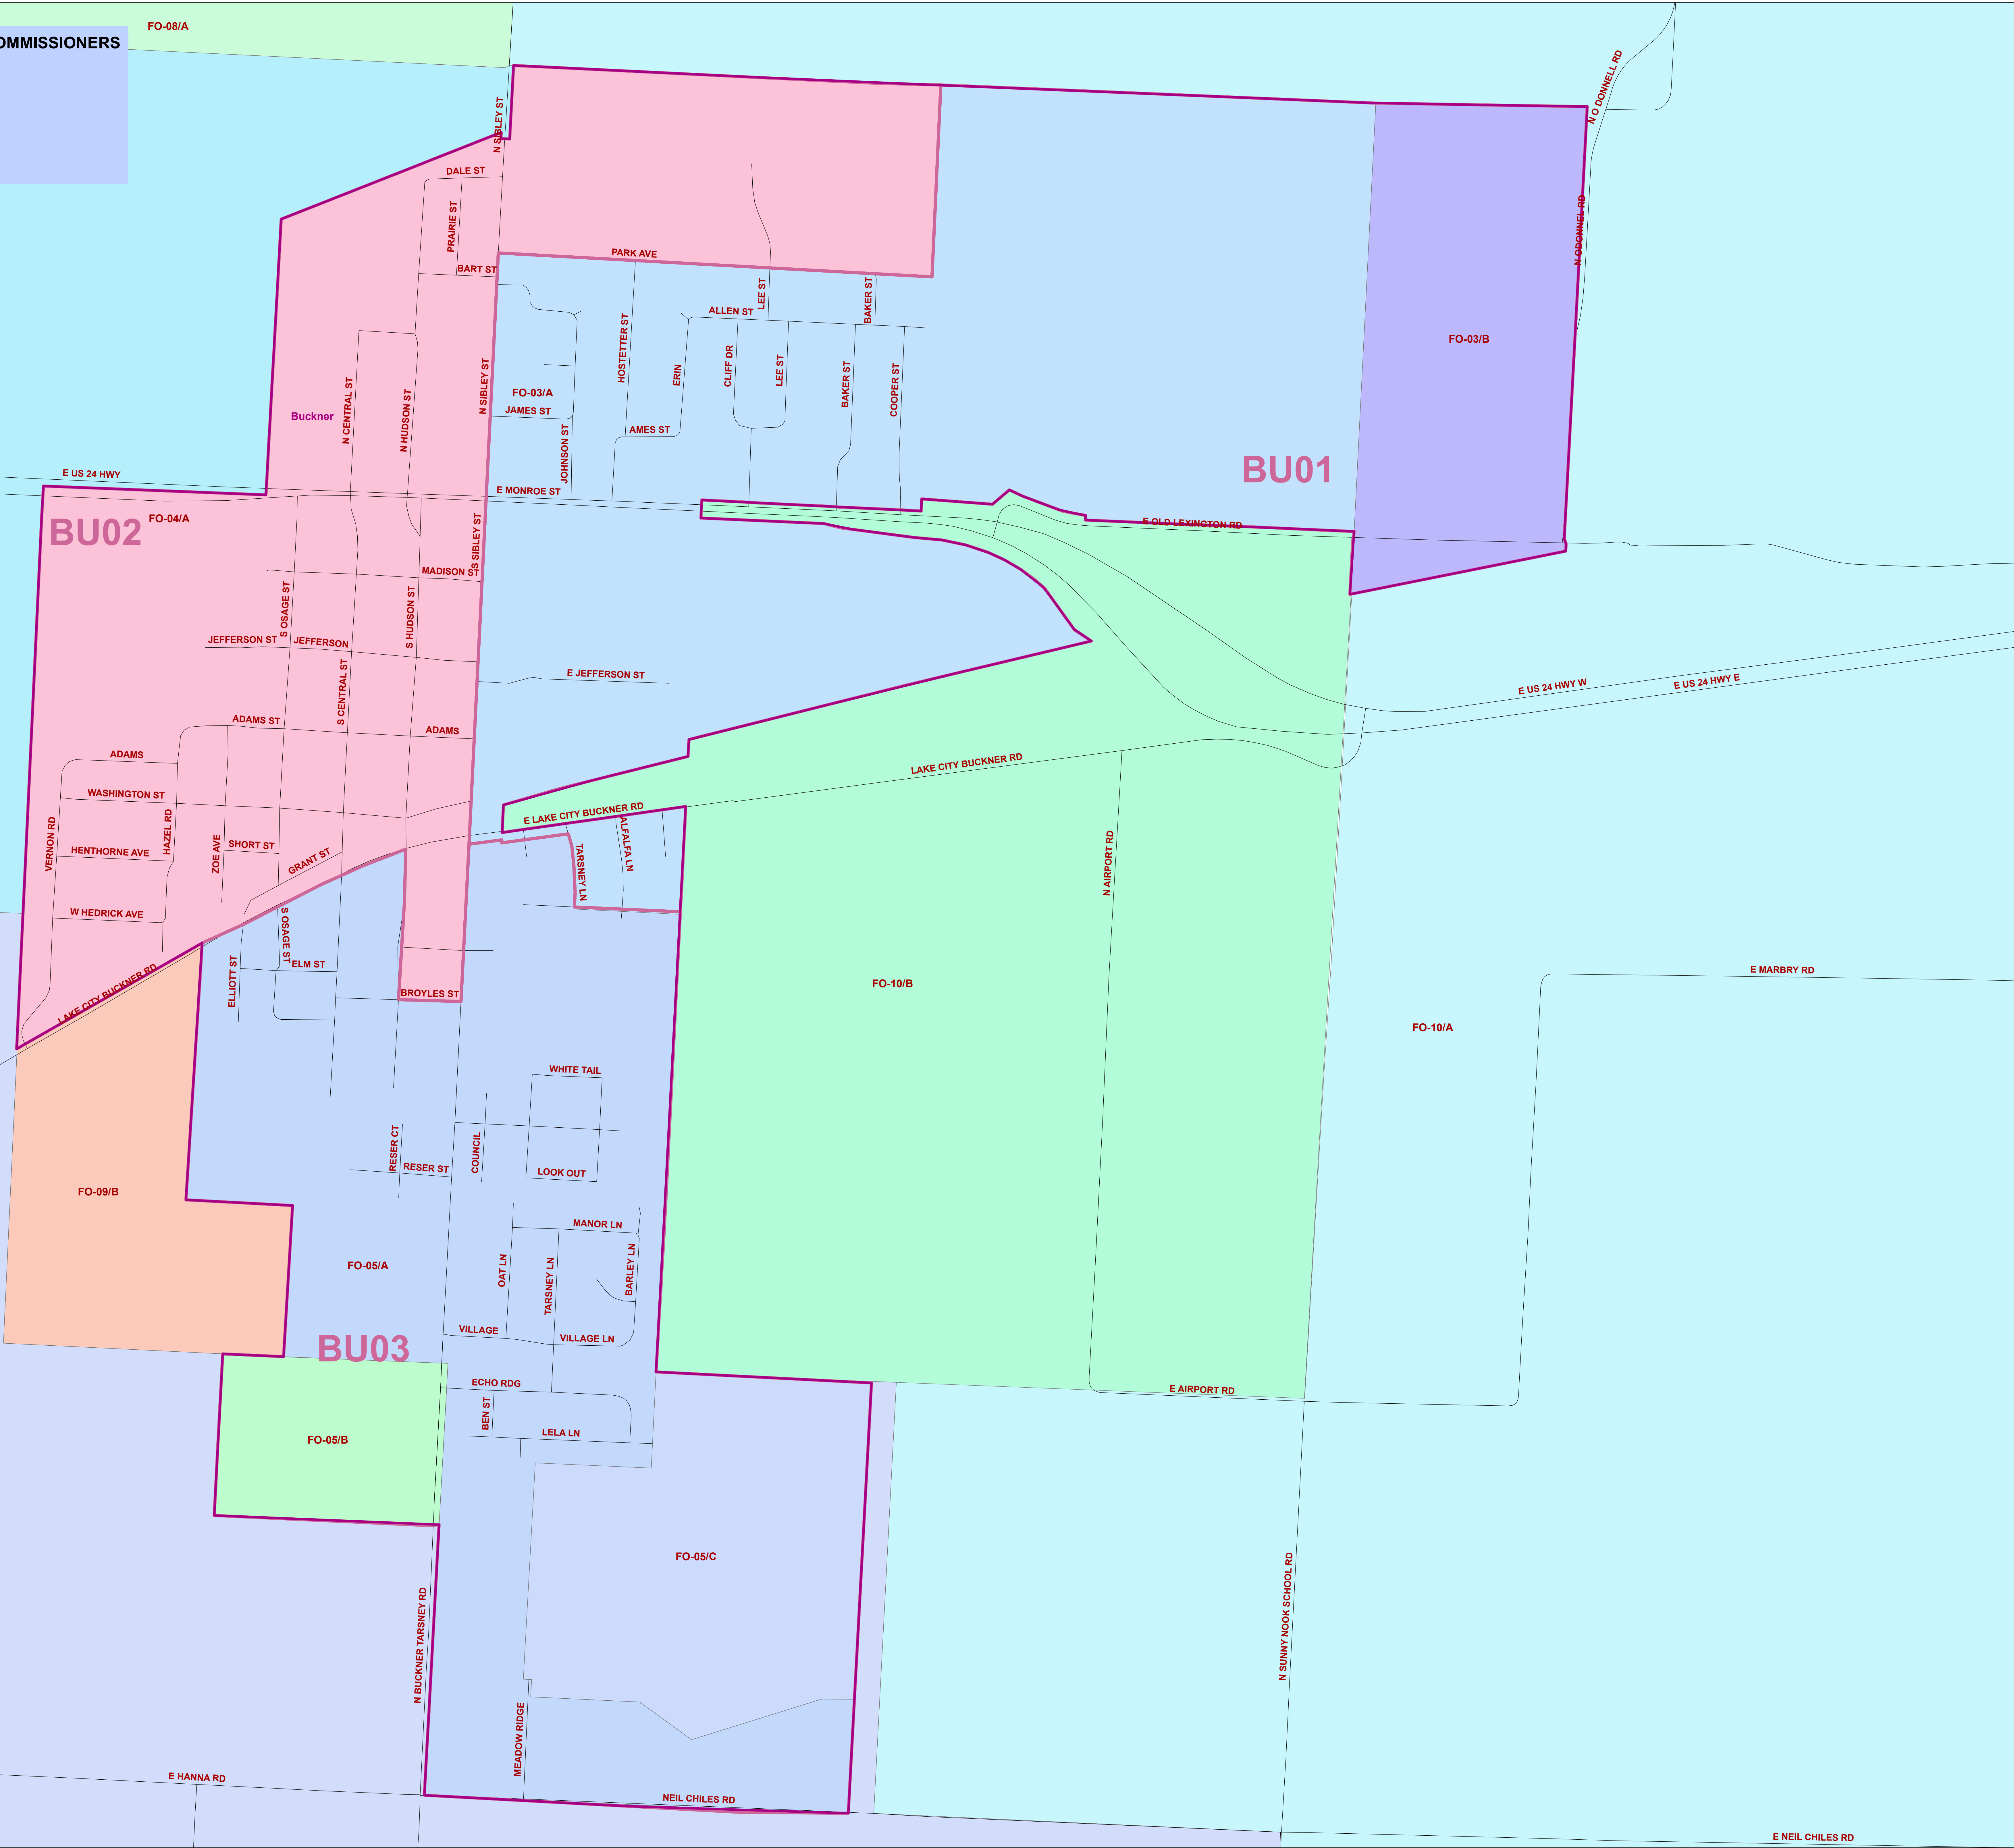 FO-08/A
OMMISSIONERS
N O DONNELL RD
N SIBLEY ST
DALE ST
PRAIRIE ST
N ODONNEL RD
PARK AVE
BART ST
LEE ST
BAKER ST
ALLEN ST
HOSTETTER ST
FO-03/B
ERIN
CLIFF DR
LEE ST
BAKER ST
COOPER ST
N SIBLEY ST
FO-03/A
JAMES ST
Buckner
N CENTRAL ST
N HUDSON ST
AMES ST
JOHNSON ST
BU01
E US 24 HWY
E MONROE ST
FO-04/A
BU02
E OLD LEXINGTON RD
S SIBLEY ST
MADISON ST
S OSAGE ST
S HUDSON ST
JEFFERSON ST
JEFFERSON
E JEFFERSON ST
S CENTRAL ST
E US 24 HWY W
E US 24 HWY E
ADAMS ST
ADAMS
ADAMS
LAKE CITY BUCKNER RD
WASHINGTON ST
E LAKE CITY BUCKNER RD
VERNON RD
HAZEL RD
ZOE AVE
SHORT ST
HENTHORNE AVE
GRANT ST
TARSNEY LN
ALFALFA LN
N AIRPORT RD
W HEDRICK AVE
S OSAGE ST
ELM ST
ELLIOTT ST
E MARBRY RD
LAKE CITY BUCKNER RD
BROYLES ST
FO-10/B
FO-10/A
WHITE TAIL
RESER CT
RESER ST
COUNCIL
LOOK OUT
FO-09/B
MANOR LN
OAT LN
TARSNEY LN
BARLEY LN
FO-05/A
VILLAGE
VILLAGE LN
BU03
ECHO RDG
E AIRPORT RD
BEN ST
LELA LN
FO-05/B
FO-05/C
N BUCKNER TARSNEY RD
N SUNNY NOOK SCHOOL RD
MEADOW RIDGE
E HANNA RD
NEIL CHILES RD
E NEIL CHILES RD